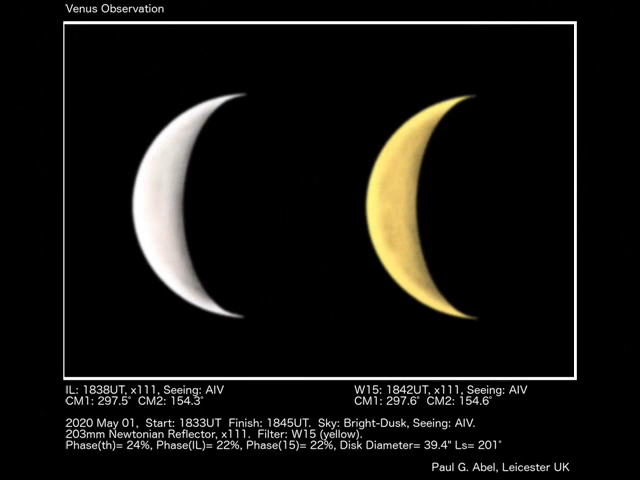 Venus Observation
IL: 1838UT, x111, Seeing: AIV
CM1: 297.5° CM2: 154.3°
W15: 1842UT, x111, Seeing: AIV
CM1: 297.6° CM2: 154.6°
2020 May 01, Start: 1833UT Finish: 1845UT. Sky: Bright-Dusk, Seeing: AIV.
203mm Newtonian Reflector, x111. Filter: W15 (yellow).
Phase(th)= 24%, Phase(IL)= 22%, Phase(15)= 22%, Disk Diameter= 39.4" Ls= 201°
Paul G. Abel, Leicester UK